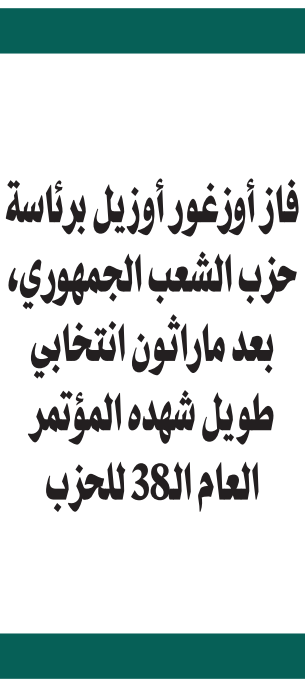 فاز أوزغور أوزيل برئاسة
حزب الشعب الجمهوري،
بعد ماراثون انتخابي
طويل شهده المؤتمر
العام الـ38 للحزب